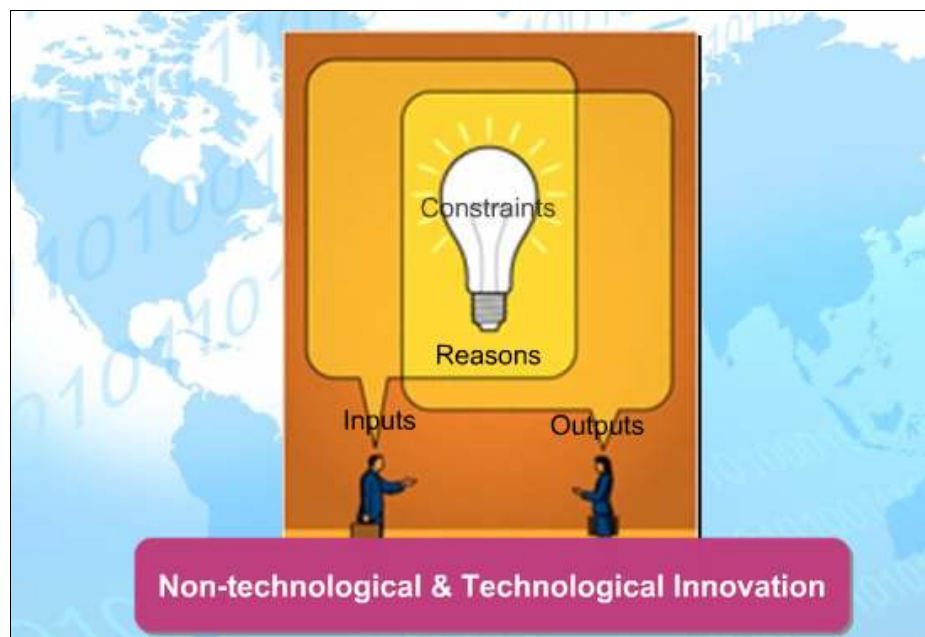 Constraints
Reasons
Inputs
Outputs
Non-technological & Technological Innovation